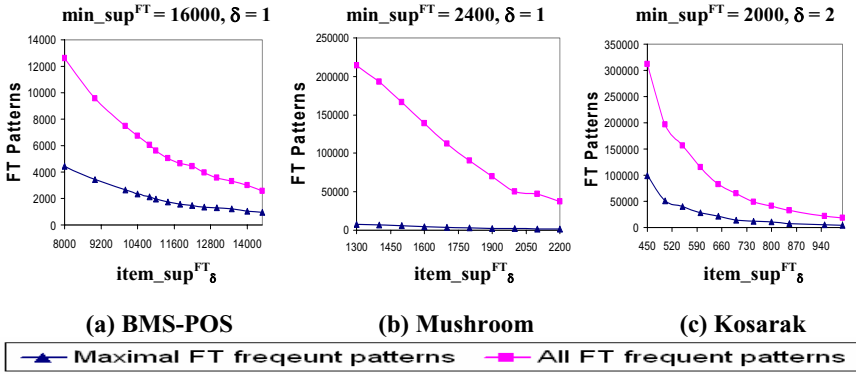 min_sup^FT = 16000, δ = 1
min_sup^FT = 2400, δ = 1
min_sup^FT = 2000, δ = 2
FT Patterns
14000
12000
10000
8000
6000
4000
2000
0
8000 9200 10400 11600 12800 14000
item_sup^FT_δ
(a) BMS-POS
FT Patterns
250000
200000
150000
100000
50000
0
1300 1450 1600 1750 1900 2050 2200
item_sup^FT_δ
(b) Mushroom
FT Patterns
350000
300000
250000
200000
150000
100000
50000
0
450 520 590 660 730 800 870 940
item_sup^FT_δ
(c) Kosarak
Maximal FT freqeunt patterns
All FT frequent patterns